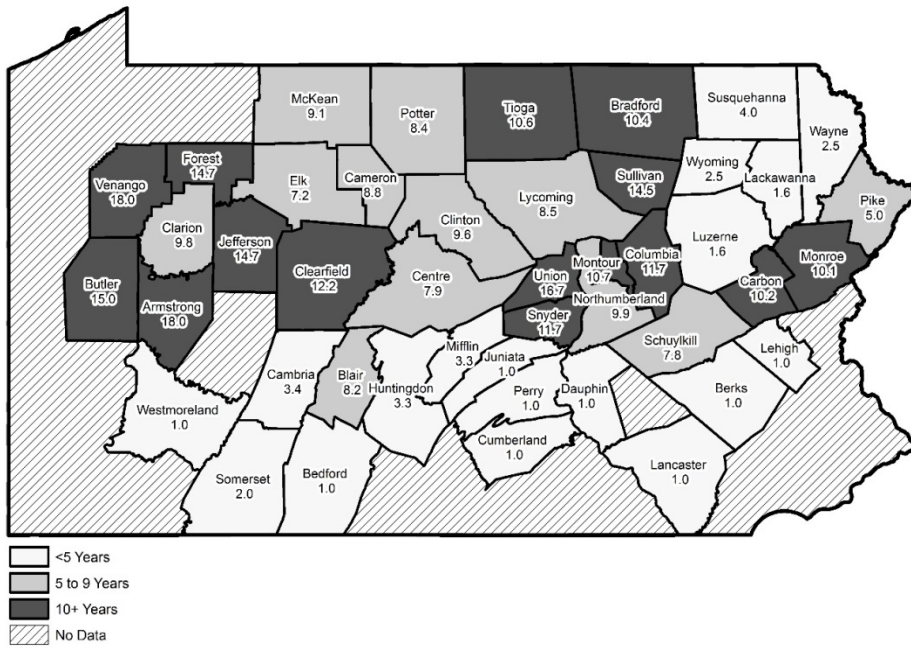 McKean
9.1
Potter
8.4
Tioga
10.6
Bradford
10.4
Susquehanna
4.0
Wayne
2.5
Venango
18.0
Forest
14.7
Elk
7.2
Cameron
8.8
Lycoming
8.5
Sullivan
14.5
Wyoming
2.5
Lackawanna
1.6
Pike
5.0
Clarion
9.8
Jefferson
14.7
Clinton
9.6
Columbia
11.7
Luzerne
1.6
Monroe
10.1
Butler
15.0
Armstrong
18.0
Clearfield
12.2
Centre
7.9
Union
16.7
Montour
10.7
Carbon
10.2
Snyder
11.7
Northumberland
9.9
Schuylkill
7.8
Lehigh
1.0
Westmoreland
1.0
Cambria
3.4
Blair
8.2
Huntingdon
3.3
Mifflin
3.3
Juniata
1.0
Perry
1.0
Dauphin
1.0
Berks
1.0
Somerset
2.0
Bedford
1.0
Cumberland
1.0
Lancaster
1.0
<5 Years
5 to 9 Years
10+ Years
No Data